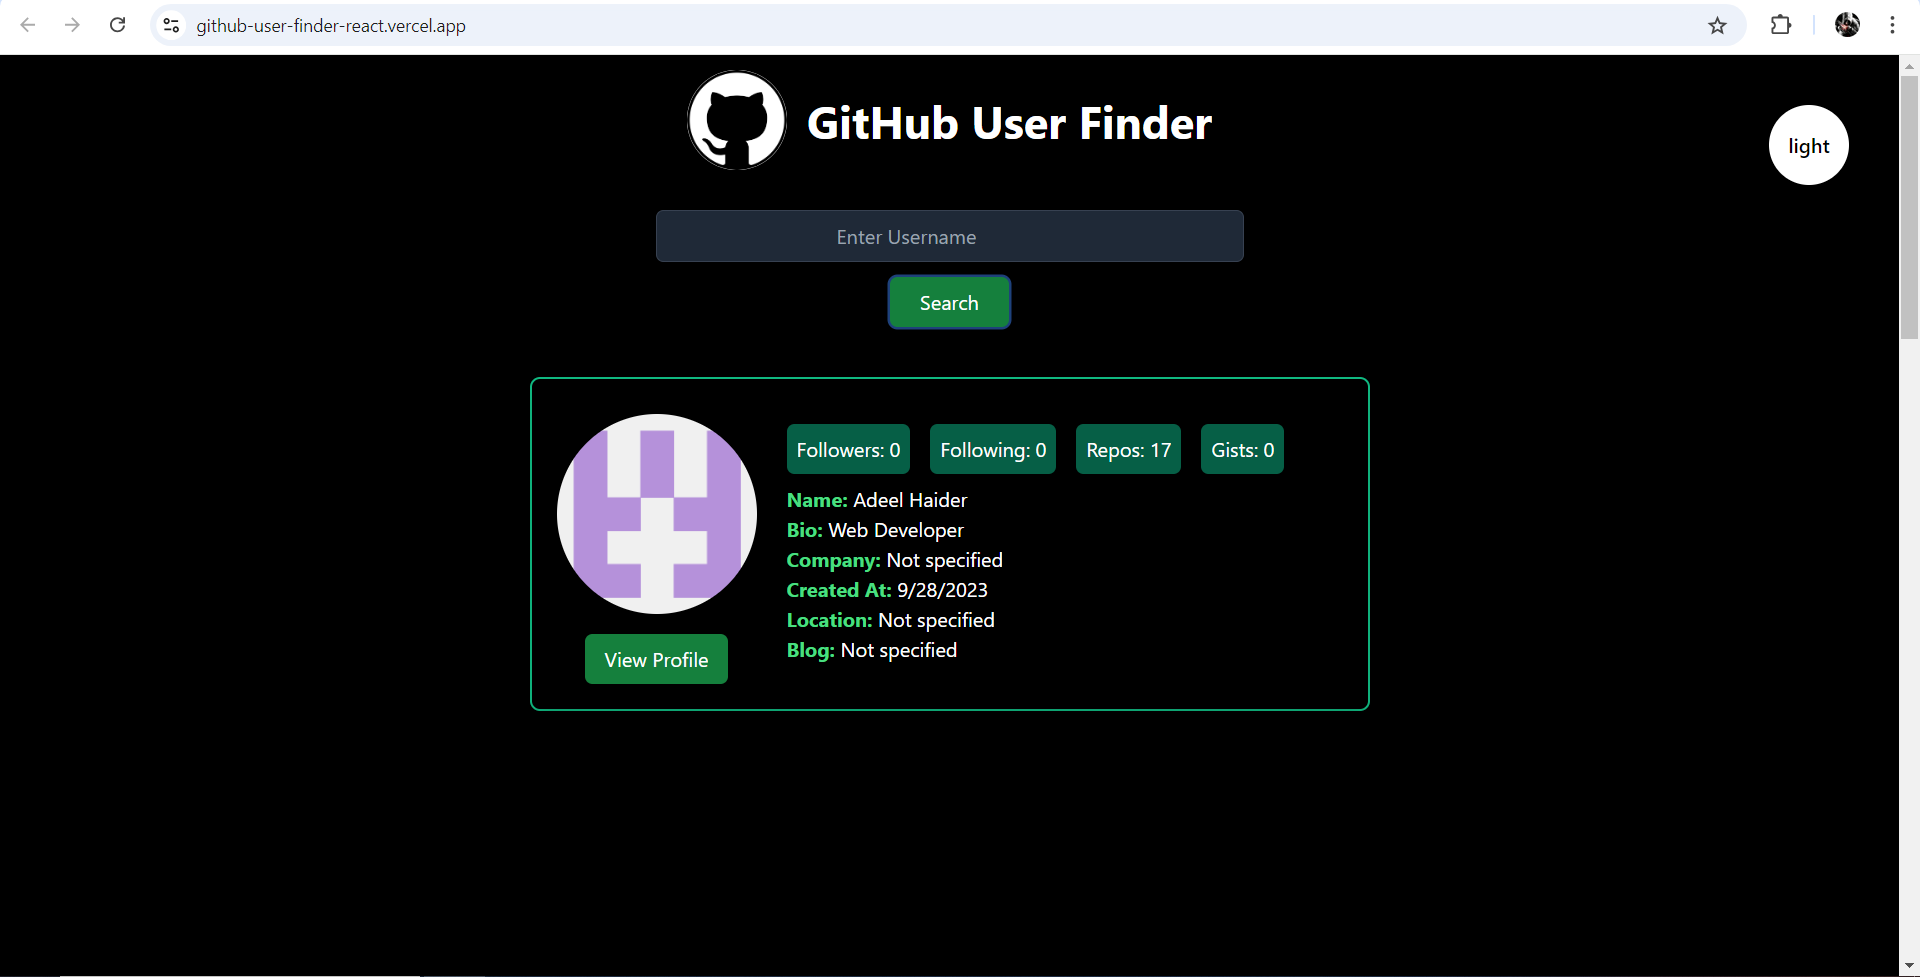 github-user-finder-react.vercel.app
GitHub User Finder
light
Enter Username
Search
Followers: 0 Following: 0 Repos: 17 Gists: 0
Name: Adeel Haider
Bio: Web Developer
Company: Not specified
Created At: 9/28/2023
Location: Not specified
Blog: Not specified
View Profile